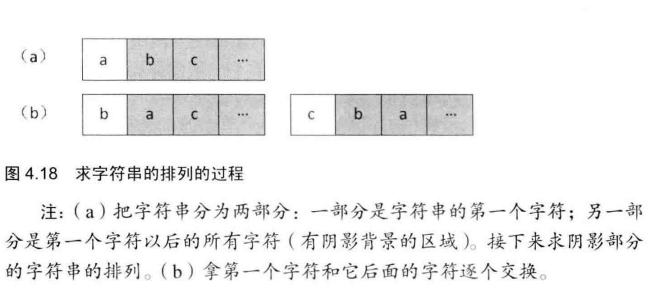 （a） a b c …
（b） b a c … c b a …
图 4.18 求字符串的排列的过程
注：（a）把字符串分为两部分：一部分是字符串的第一个字符；另一部
分是第一个字符以后的所有字符（有阴影背景的区域）。接下来求阴影部分
的字符串的排列。（b）拿第一个字符和它后面的字符逐个交换。